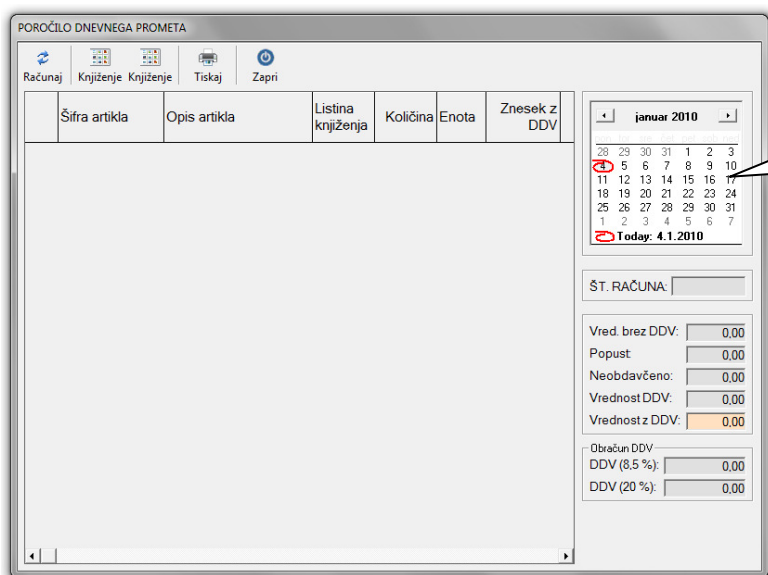 POROČILO DNEVNEGA PROMETA
Računaj Knjiženje Knjiženje Tiskaj Zapri
Šifra artikla Opis artikla Listina knjiženja Količina Enota Znesek z DDV
januar 2010
28 29 30 31 1 2 3
4 5 6 7 8 9 10
11 12 13 14 15 16 17
18 19 20 21 22 23 24
25 26 27 28 29 30 31
1 2 3 4 5 6 7
Today: 4.1.2010
ŠT. RAČUNA:
Vred. brez DDV: 0,00
Popust: 0,00
Neobdavčeno: 0,00
Vrednost DDV: 0,00
Vrednost z DDV: 0,00
Obračun DDV
DDV (8,5 %): 0,00
DDV (20 %): 0,00